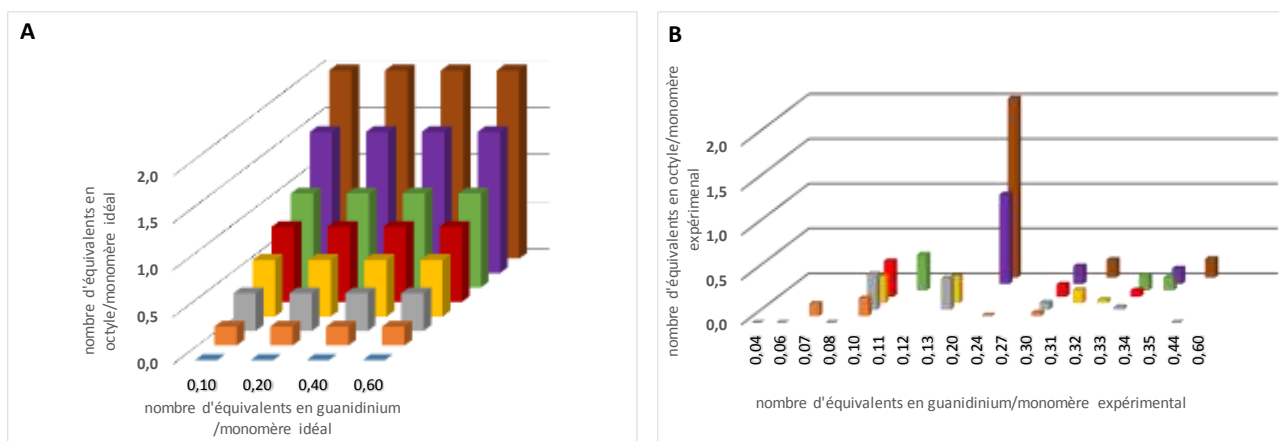 A
nombre d'équivalents en
octyle/monomère idéal
2,0
1,5
1,0
0,5
0,0
0,10 0,20 0,40 0,60
nombre d'équivalents en guanidinium
/monomère idéal
B
nombre d'équivalents en octyle/monomère
expérimenal
2,0
1,5
1,0
0,5
0,0
0,04 0,06 0,07 0,08 0,10 0,11 0,12 0,13 0,20 0,24 0,27 0,30 0,31 0,32 0,33 0,34 0,35 0,44 0,60
nombre d'équivalents en guanidinium/monomère expérimental